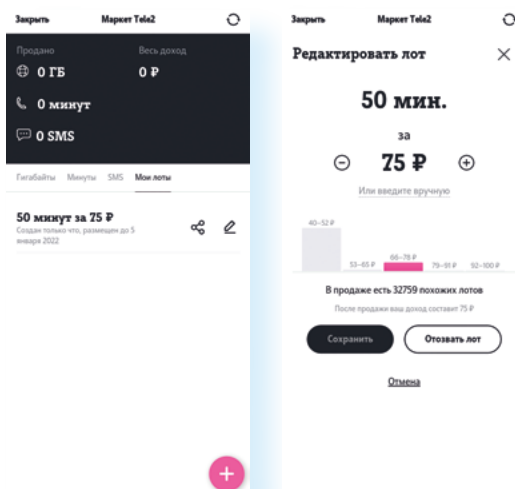 Закрыть Маркет Tele2
Продано Весь доход
0 ГБ 0 ₽
0 минут
0 SMS
Гигабайты Минуты SMS Мои лоты
50 минут за 75 ₽
Создан только что, размещен до 5
января 2022
Закрыть Маркет Tele2
Редактировать лот
50 мин.
за
75 ₽
Или введите вручную
40–52 ₽
53–65 ₽ 66–78 ₽ 79–91 ₽ 92–100 ₽
В продаже есть 32759 похожих лотов
После продажи ваш доход составит 75 ₽
Сохранить Отозвать лот
Отмена